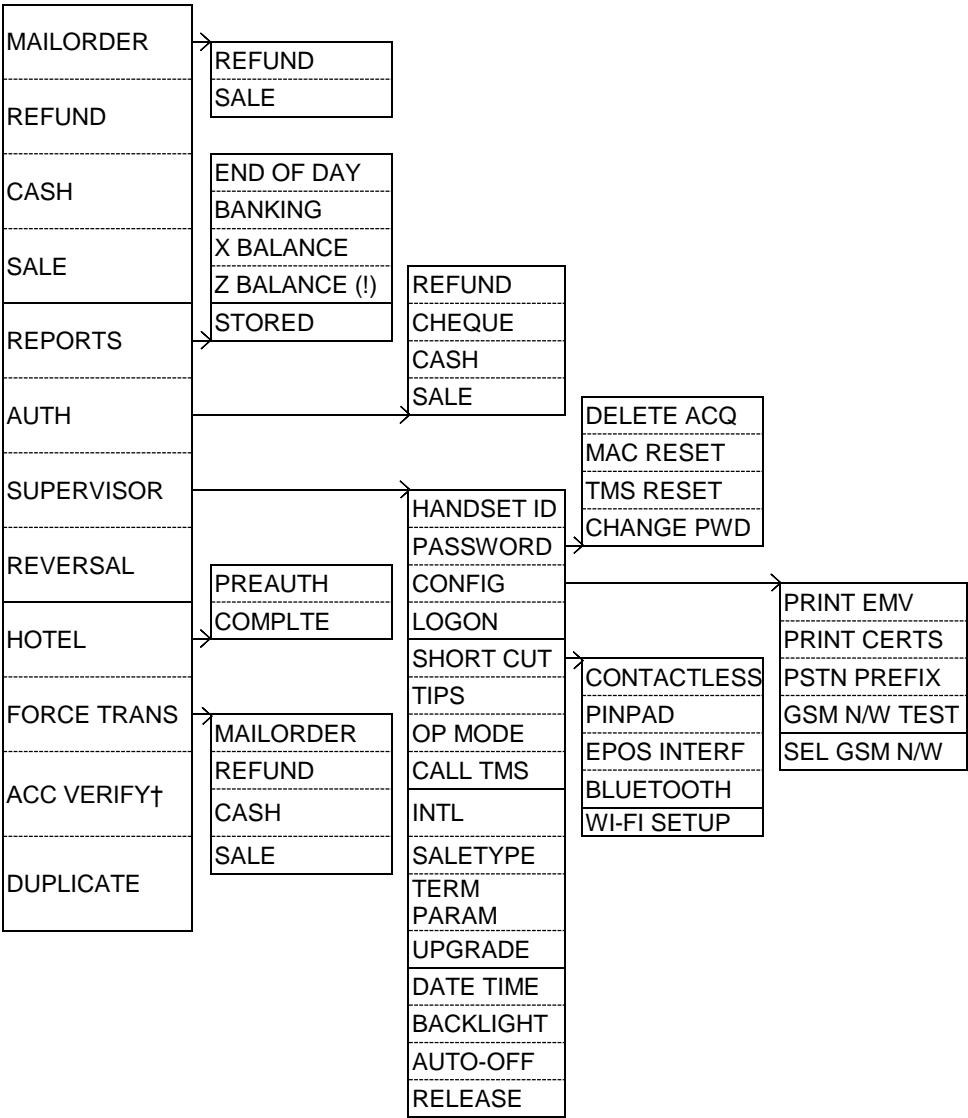 MAILORDER
REFUND
CASH
SALE
REPORTS
AUTH
SUPERVISOR
REVERSAL
HOTEL
FORCE TRANS
ACC VERIFY†
DUPLICATE
REFUND
SALE
END OF DAY
BANKING
X BALANCE
Z BALANCE (!)
STORED
REFUND
CHEQUE
CASH
SALE
PREAUTH
COMPLTE
MAILORDER
REFUND
CASH
SALE
HANDSET ID
PASSWORD
CONFIG
LOGON
SHORT CUT
TIPS
OP MODE
CALL TMS
INTL
SALETYPE
TERM
PARAM
UPGRADE
DATE TIME
BACKLIGHT
AUTO-OFF
RELEASE
DELETE ACQ
MAC RESET
TMS RESET
CHANGE PWD
CONTACTLESS
PINPAD
EPOS INTERF
BLUETOOTH
WI-FI SETUP
PRINT EMV
PRINT CERTS
PSTN PREFIX
GSM N/W TEST
SEL GSM N/W